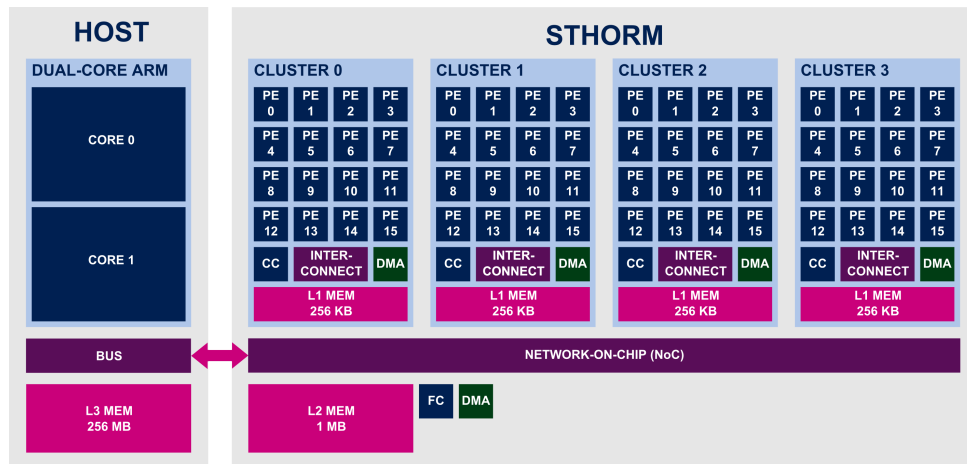 HOST
STHORM
DUAL-CORE ARM
CORE 0
CORE 1
BUS
L3 MEM
256 MB
CLUSTER 0
PE
0
PE
1
PE
2
PE
3
PE
4
PE
5
PE
6
PE
7
PE
8
PE
9
PE
10
PE
11
PE
12
PE
13
PE
14
PE
15
CC
INTER-
CONNECT
DMA
L1 MEM
256 KB
CLUSTER 1
PE
0
PE
1
PE
2
PE
3
PE
4
PE
5
PE
6
PE
7
PE
8
PE
9
PE
10
PE
11
PE
12
PE
13
PE
14
PE
15
CC
INTER-
CONNECT
DMA
L1 MEM
256 KB
CLUSTER 2
PE
0
PE
1
PE
2
PE
3
PE
4
PE
5
PE
6
PE
7
PE
8
PE
9
PE
10
PE
11
PE
12
PE
13
PE
14
PE
15
CC
INTER-
CONNECT
DMA
L1 MEM
256 KB
CLUSTER 3
PE
0
PE
1
PE
2
PE
3
PE
4
PE
5
PE
6
PE
7
PE
8
PE
9
PE
10
PE
11
PE
12
PE
13
PE
14
PE
15
CC
INTER-
CONNECT
DMA
L1 MEM
256 KB
NETWORK-ON-CHIP (NoC)
L2 MEM
1 MB
FC
DMA